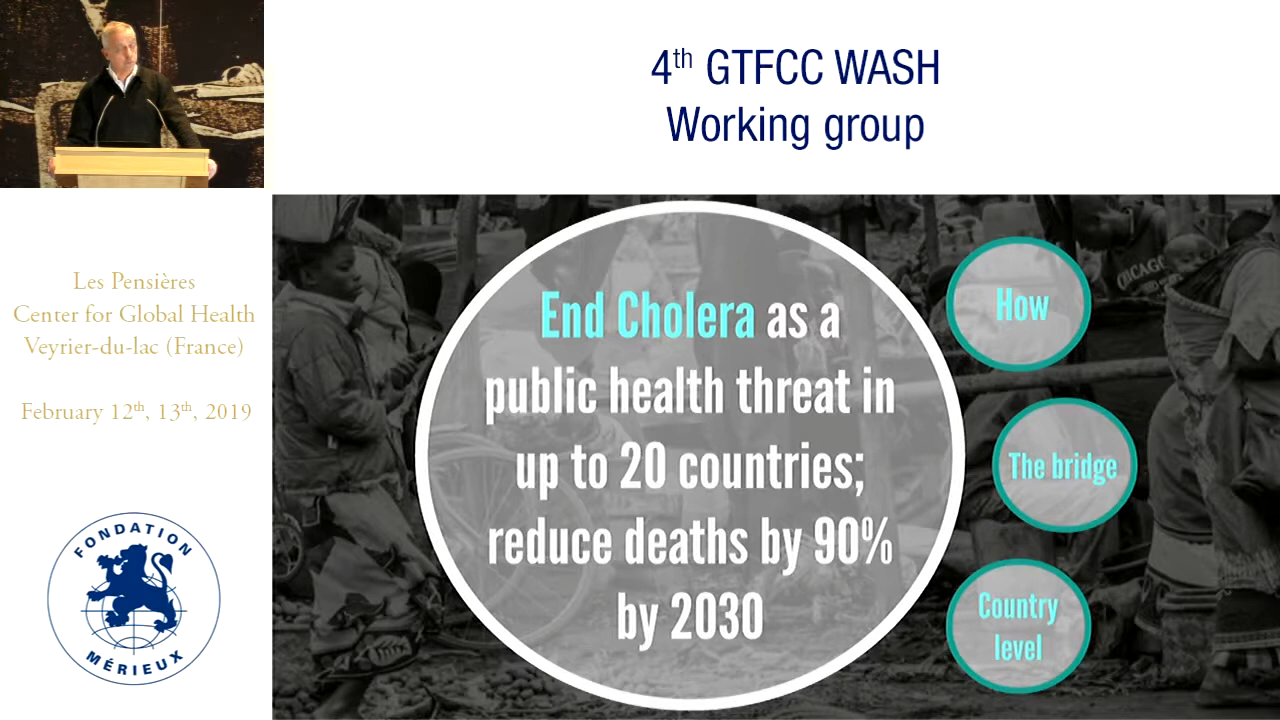 4th GTFCC WASH
Working group
Les Pensières
Center for Global Health
Veyrier-du-lac (France)
February 12th, 13th, 2019
FONDATION
MÉRIEUX
End Cholera as a
public health threat in
up to 20 countries;
reduce deaths by 90%
by 2030
How
The bridge
Country
level
CHICAGO